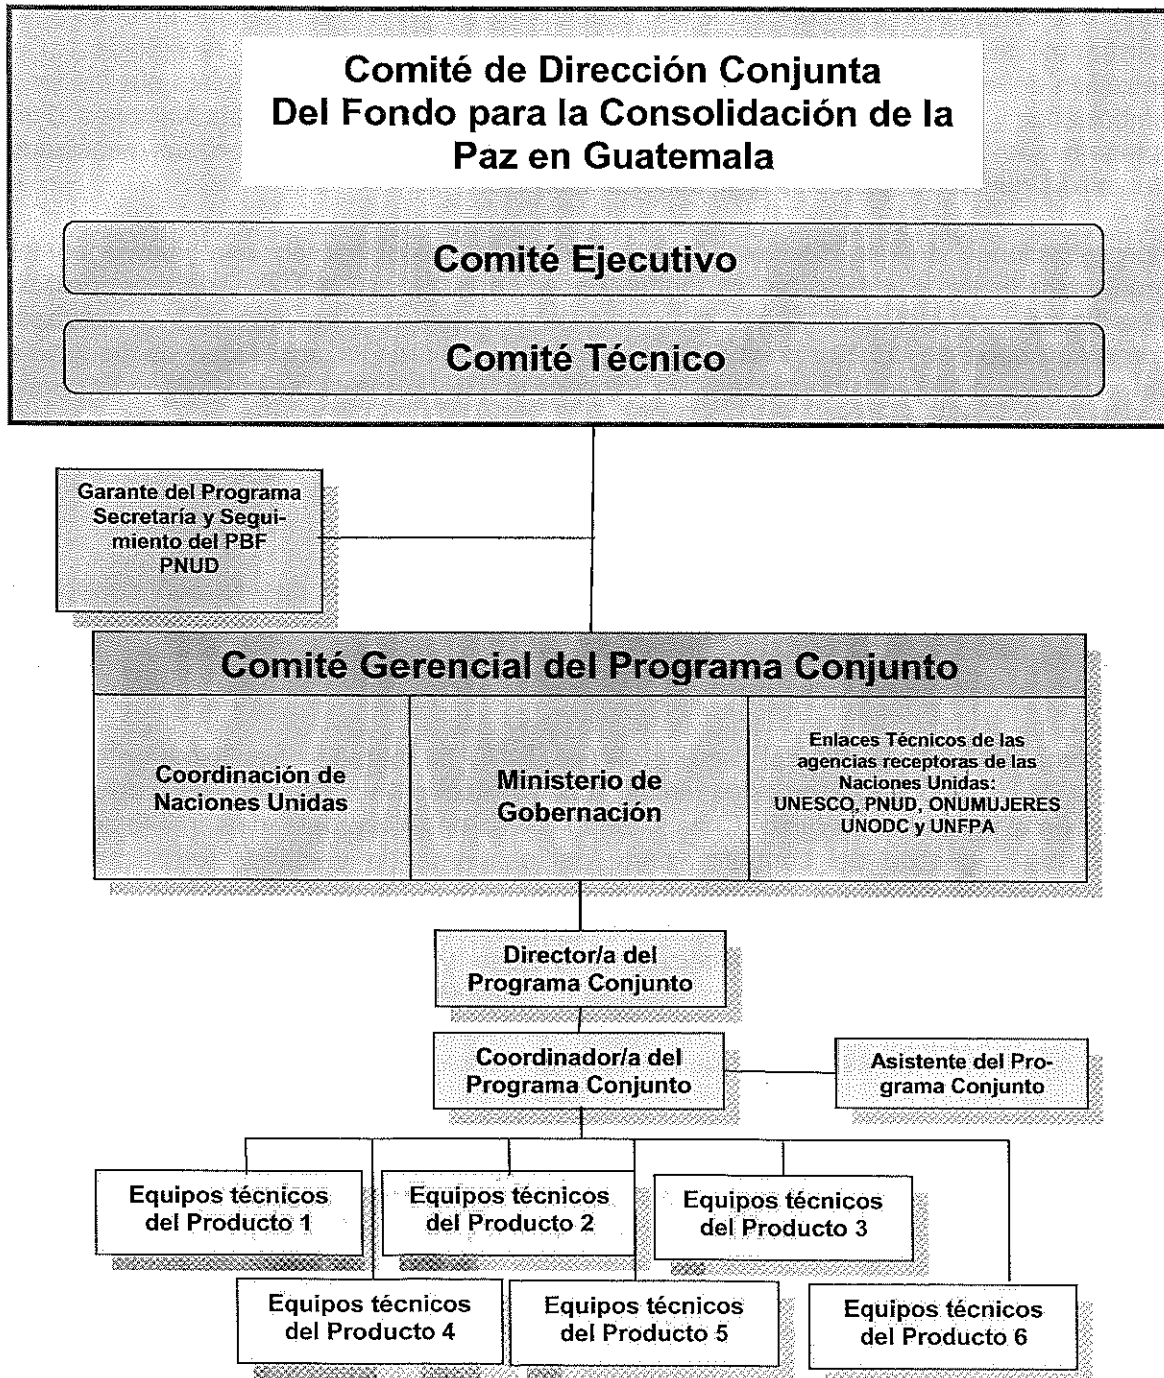 Comité de Dirección Conjunta
Del Fondo para la Consolidación de la
Paz en Guatemala
Comité Ejecutivo
Comité Técnico
Garante del Programa
Secretaría y Segui-
miento del PBF
PNUD
Comité Gerencial del Programa Conjunto
Coordinación de
Naciones Unidas
Ministerio de
Gobernación
Enlaces Técnicos de las
agencias receptoras de las
Naciones Unidas:
UNESCO, PNUD, ONUMUJERES
UNODC y UNFPA
Director/a del
Programa Conjunto
Coordinador/a del
Programa Conjunto
Asistente del Pro-
grama Conjunto
Equipos técnicos
del Producto 1
Equipos técnicos
del Producto 2
Equipos técnicos
del Producto 3
Equipos técnicos
del Producto 4
Equipos técnicos
del Producto 5
Equipos técnicos
del Producto 6